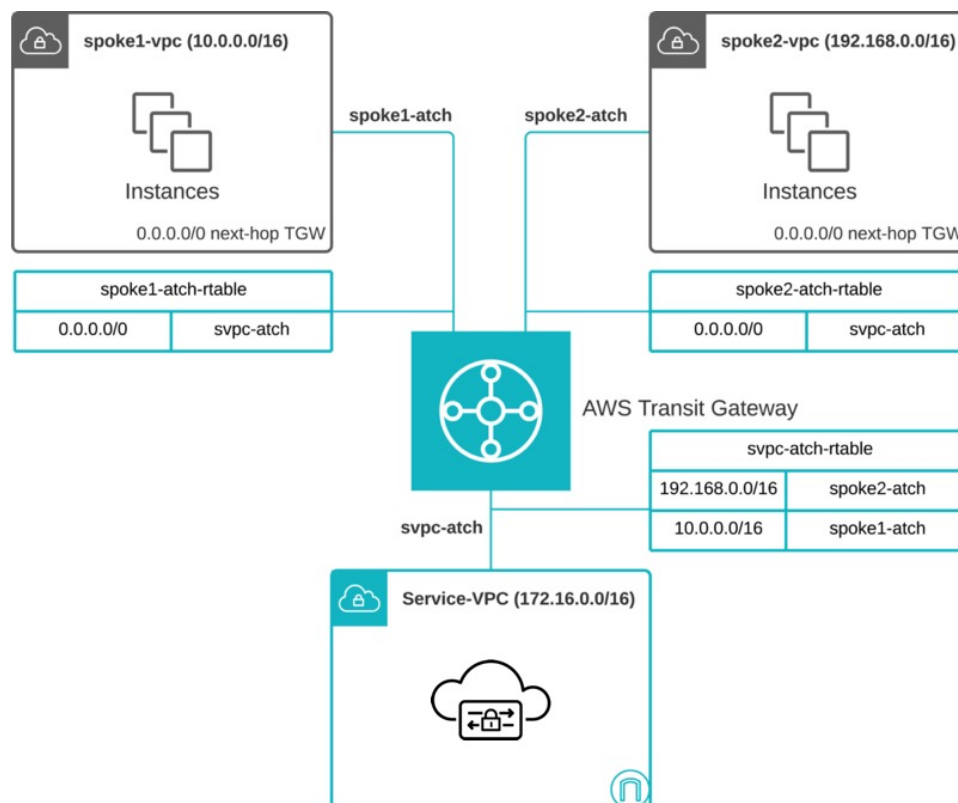 spoke1-vpc (10.0.0.0/16)
spoke2-vpc (192.168.0.0/16)
spoke1-atch
spoke2-atch
Instances
Instances
0.0.0.0/0 next-hop TGW
0.0.0.0/0 next-hop TGW
spoke1-atch-rtable
0.0.0.0/0 svpc-atch
spoke2-atch-rtable
0.0.0.0/0 svpc-atch
AWS Transit Gateway
svpc-atch-rtable
192.168.0.0/16 spoke2-atch
10.0.0.0/16 spoke1-atch
svpc-atch
Service-VPC (172.16.0.0/16)